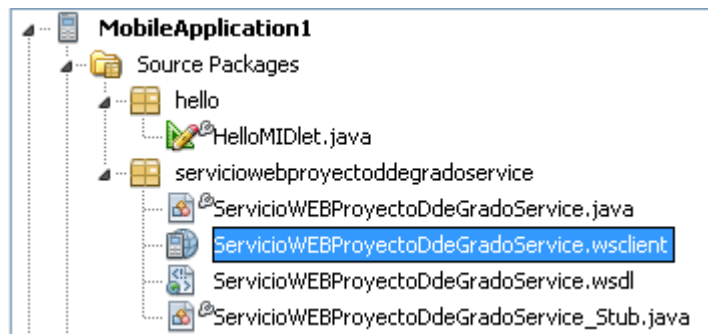 MobileApplication1
Source Packages
hello
HelloMIDlet.java
serviciowebproyectoddegradoservice
ServicioWEBProyectoDdeGradoService.java
ServicioWEBProyectoDdeGradoService.wsclient
ServicioWEBProyectoDdeGradoService.wsdl
ServicioWEBProyectoDdeGradoService_Stub.java